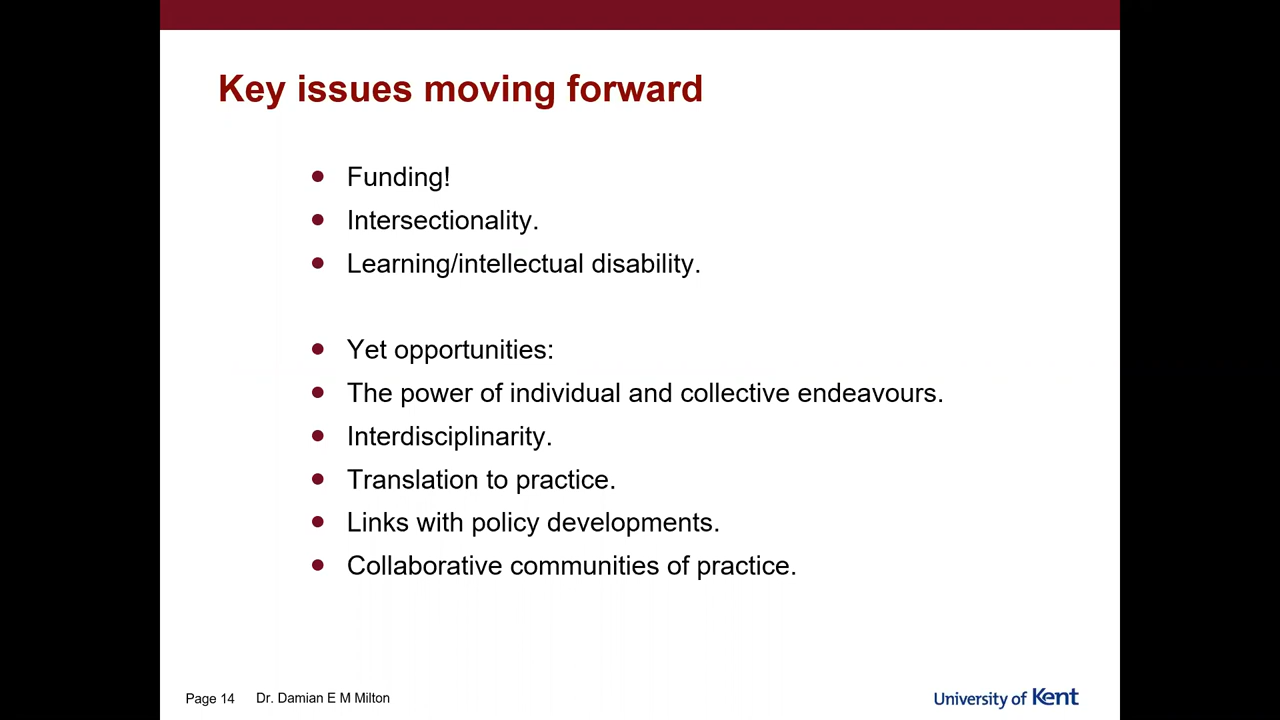 Key issues moving forward
• Funding!
• Intersectionality.
• Learning/intellectual disability.
• Yet opportunities:
• The power of individual and collective endeavours.
• Interdisciplinarity.
• Translation to practice.
• Links with policy developments.
• Collaborative communities of practice.
Page 14 Dr. Damian E M Milton University of Kent